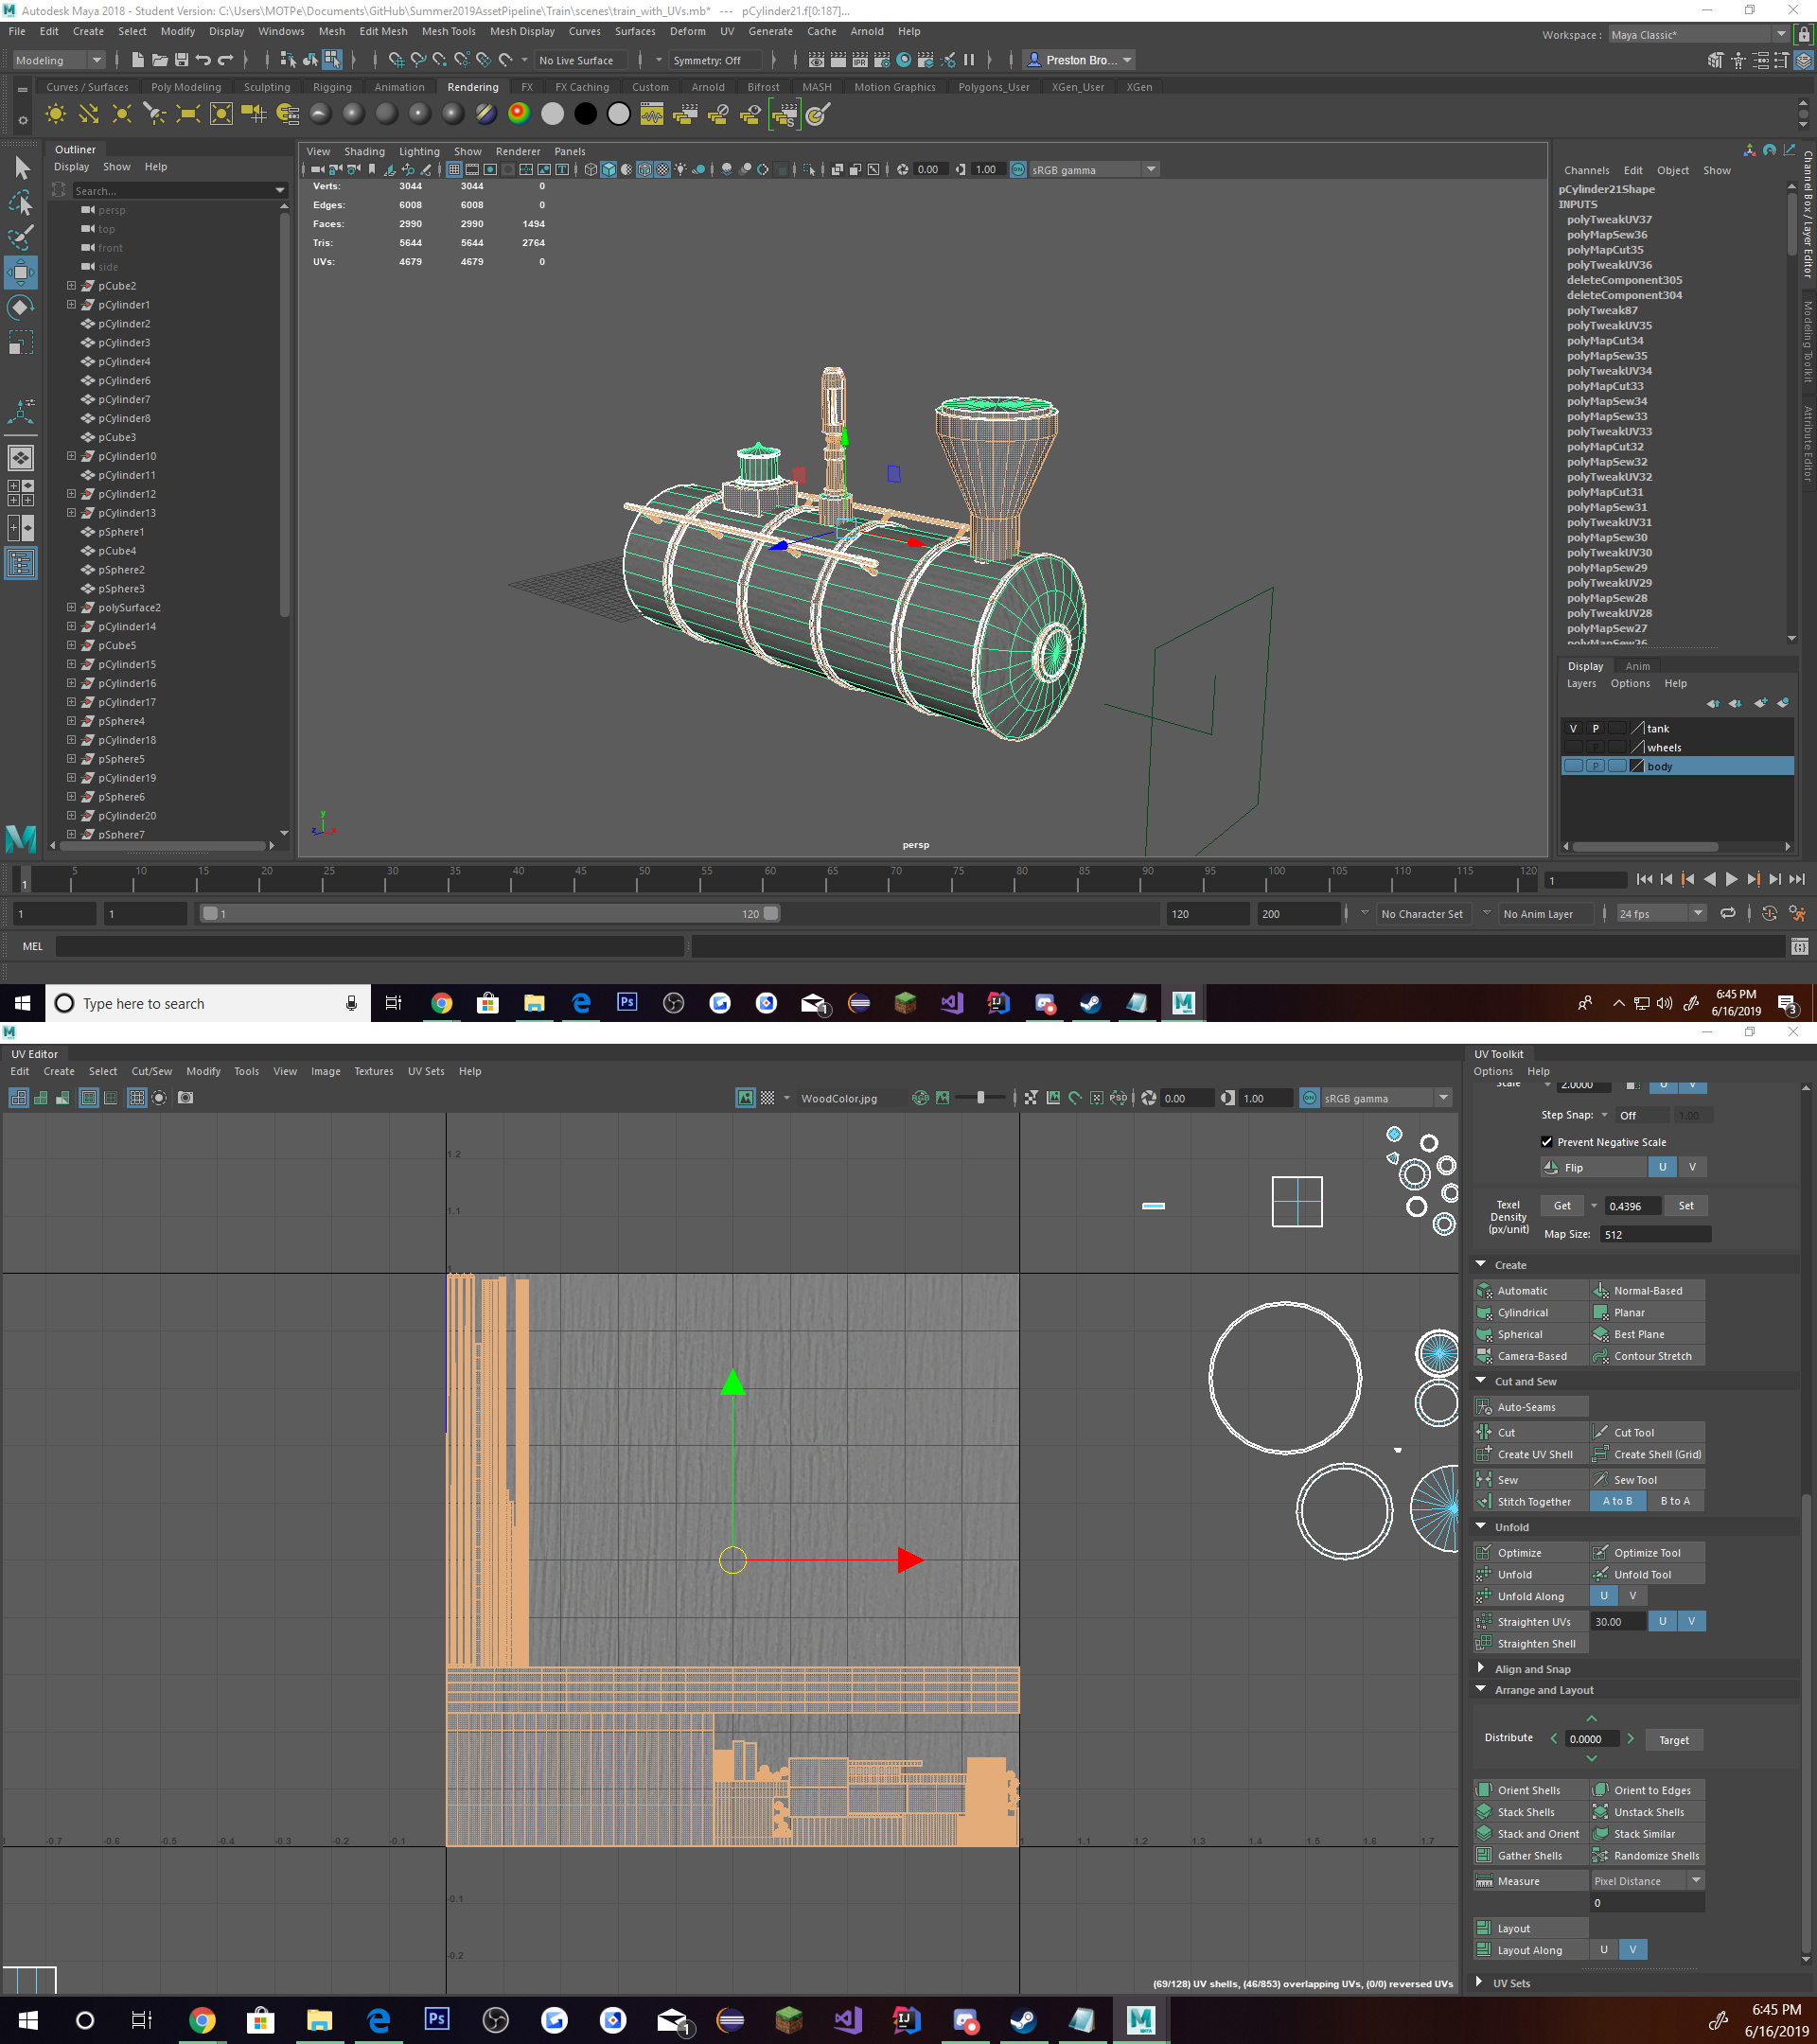 Autodesk Maya 2018 - Student Version: C:\Users\MOTPe\Documents\GitHub\Summer2019AssetPipeline\Train\scenes\train_with_UVs.mb* --- pCylinder21.f[0:187]...
File Edit Create Select Modify Display Windows Mesh Edit Mesh Mesh Tools Mesh Display Curves Surfaces Deform UV Generate Cache Arnold Help
Workspace : Maya Classic*
Modeling No Live Surface Symmetry: Off Preston Bro...
Curves / Surfaces Poly Modeling Sculpting Rigging Animation Rendering FX FX Caching Custom Arnold Bifrost MASH Motion Graphics Polygons_User XGen_User XGen
Outliner
Display Show Help
Search...
persp
top
front
side
pCube2
pCylinder1
pCylinder2
pCylinder3
pCylinder4
pCylinder6
pCylinder7
pCylinder8
pCube3
pCylinder10
pCylinder11
pCylinder12
pCylinder13
pSphere1
pCube4
pSphere2
pSphere3
polySurface2
pCylinder14
pCube5
pCylinder15
pCylinder16
pCylinder17
pSphere4
pCylinder18
pSphere5
pCylinder19
pSphere6
pCylinder20
pSphere7
View Shading Lighting Show Renderer Panels
0.00 1.00 sRGB gamma
Verts: 3044 3044 0
Edges: 6008 6008 0
Faces: 2990 2990 1494
Tris: 5644 5644 2764
UVs: 4679 4679 0
persp
y
z
x
Channels Edit Object Show
pCylinder21Shape
INPUTS
polyTweakUV37
polyMapSew36
polyMapCut35
polyTweakUV36
deleteComponent305
deleteComponent304
polyTweak87
polyTweakUV35
polyMapCut34
polyMapSew35
polyTweakUV34
polyMapCut33
polyMapSew34
polyMapSew33
polyTweakUV33
polyMapCut32
polyMapSew32
polyTweakUV32
polyMapCut31
polyMapSew31
polyTweakUV31
polyMapSew30
polyTweakUV30
polyMapSew29
polyTweakUV29
polyMapSew28
polyTweakUV28
polyMapSew27
polyMapSew26
Channel Box / Layer Editor
Modeling Toolkit
Attribute Editor
Display Anim
Layers Options Help
V P tank
P wheels
P body
1 5 10 15 20 25 30 35 40 45 50 55 60 65 70 75 80 85 90 95 100 105 110 115 120 1
1 1 1 120 120 200 No Character Set No Anim Layer 24 fps
MEL
Type here to search
6:45 PM
6/16/2019
3
UV Editor
Edit Create Select Cut/Sew Modify Tools View Image Textures UV Sets Help
WoodColor.jpg 0.00 1.00 sRGB gamma
1.2
1.1
1
-0.7 -0.6 -0.5 -0.4 -0.3 -0.2 -0.1 1 1.1 1.2 1.3 1.4 1.5 1.6 1.7
-0.1
-0.2
(69/128) UV shells, (46/853) overlapping UVs, (0/0) reversed UVs
UV Toolkit
Options Help
Scale 2.0000 U V
Step Snap: Off 1.00
Prevent Negative Scale
Flip U V
Texel Density (px/unit) Get 0.4396 Set
Map Size: 512
Create
Automatic Normal-Based
Cylindrical Planar
Spherical Best Plane
Camera-Based Contour Stretch
Cut and Sew
Auto-Seams
Cut Cut Tool
Create UV Shell Create Shell (Grid)
Sew Sew Tool
Stitch Together A to B B to A
Unfold
Optimize Optimize Tool
Unfold Unfold Tool
Unfold Along U V
Straighten UVs 30.00 U V
Straighten Shell
Align and Snap
Arrange and Layout
Distribute 0.0000 Target
Orient Shells Orient to Edges
Stack Shells Unstack Shells
Stack and Orient Stack Similar
Gather Shells Randomize Shells
Measure Pixel Distance
0
Layout
Layout Along U V
UV Sets
6:45 PM
6/16/2019